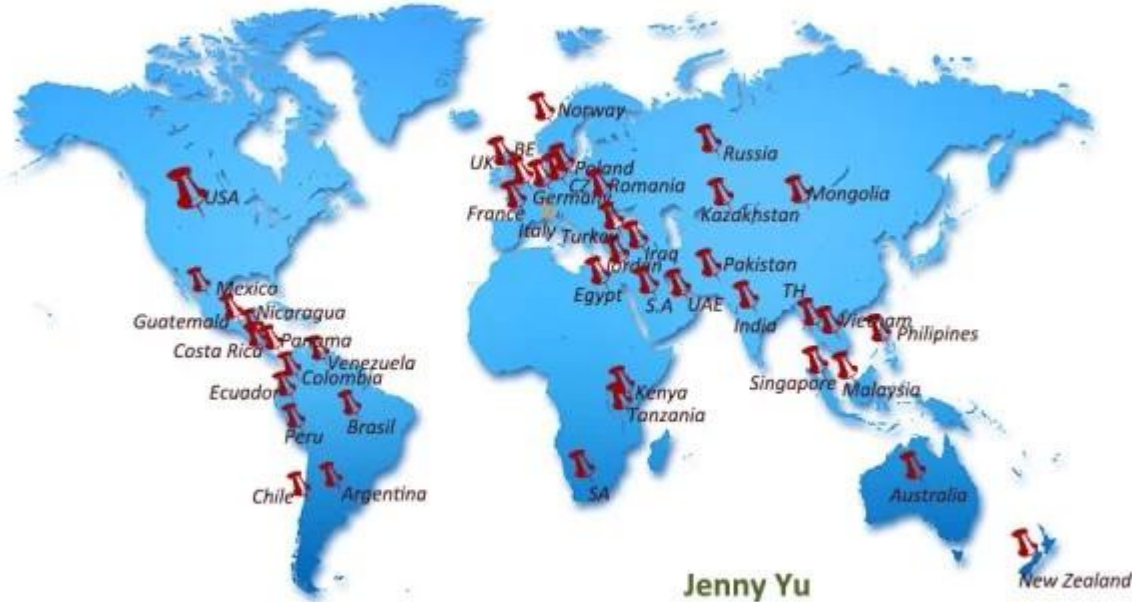 Norway
BE
UK
Poland
Russia
CZ
Germany
Romania
USA
Kazakhstan
Mongolia
France
Italy
Turkey
Iraq
Jordan
Pakistan
Egypt
S.A
UAE
India
TH
Vietnam
Philipines
Mexico
Guatemala
Nicaragua
Costa Rica
Panama
Venezuela
Colombia
Ecuador
Singapore
Malaysia
Kenya
Tanzania
Peru
Brasil
Chile
Argentina
SA
Australia
New Zealand
Jenny Yu